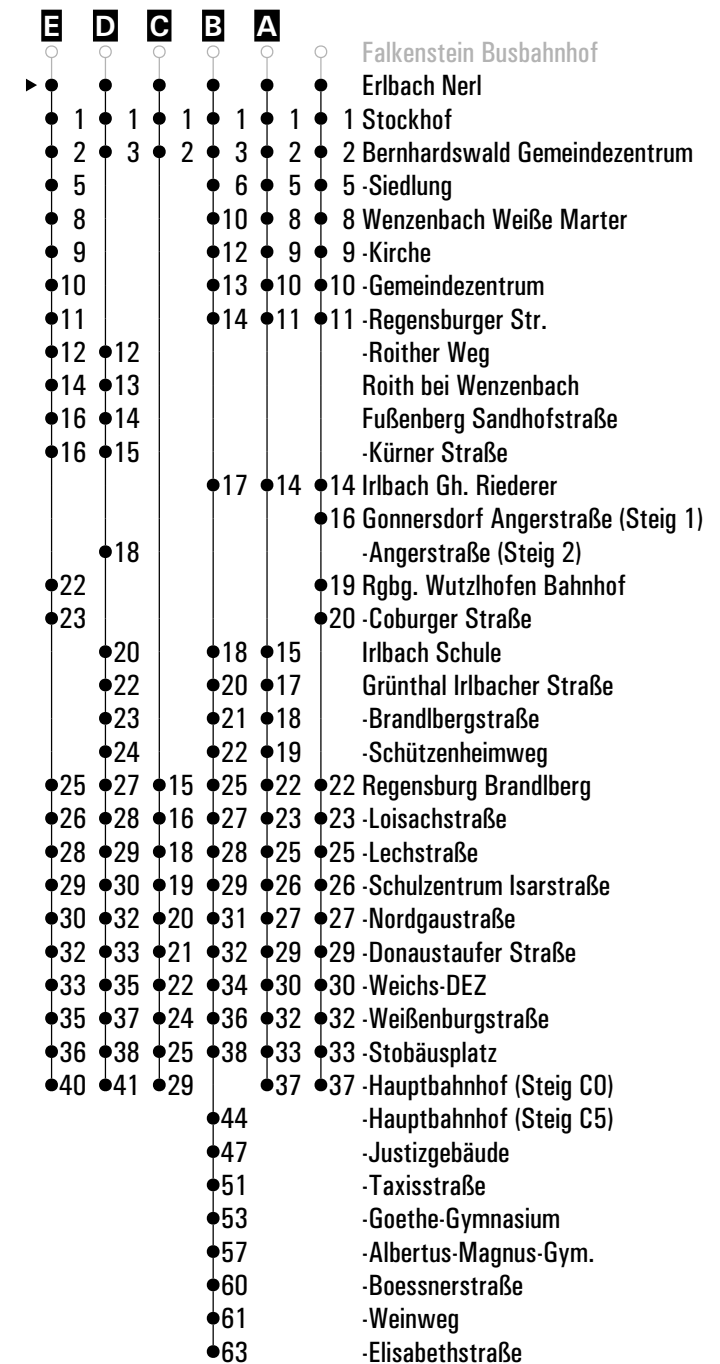 E D C B A
Falkenstein Busbahnhof
Erlbach Nerl
1 1 1 1 1 1 Stockhof
2 3 2 3 2 2 Bernhardswald Gemeindezentrum
5 6 5 5 -Siedlung
8 10 8 8 Wenzenbach Weiße Marter
9 12 9 9 -Kirche
10 13 10 10 -Gemeindezentrum
11 14 11 11 -Regensburger Str.
12 12 -Roither Weg
14 13 Roith bei Wenzenbach
16 14 Fußenberg Sandhofstraße
16 15 -Kürner Straße
17 14 14 Irlbach Gh. Riederer
16 Gonnersdorf Angerstraße (Steig 1)
18 -Angerstraße (Steig 2)
22 19 Rgbg. Wutzlhofen Bahnhof
23 20 -Coburger Straße
20 18 15 Irlbach Schule
22 20 17 Grünthal Irlbacher Straße
23 21 18 -Brandlbergstraße
24 22 19 -Schützenheimweg
25 27 15 25 22 22 Regensburg Brandlberg
26 28 16 27 23 23 -Loisachstraße
28 29 18 28 25 25 -Lechstraße
29 30 19 29 26 26 -Schulzentrum Isarstraße
30 32 20 31 27 27 -Nordgaustraße
32 33 21 32 29 29 -Donaustaufer Straße
33 35 22 34 30 30 -Weichs-DEZ
35 37 24 36 32 32 -Weißenburgstraße
36 38 25 38 33 33 -Stobäusplatz
40 41 29 37 37 -Hauptbahnhof (Steig C0)
44 -Hauptbahnhof (Steig C5)
47 -Justizgebäude
51 -Taxisstraße
53 -Goethe-Gymnasium
57 -Albertus-Magnus-Gym.
60 -Boessnerstraße
61 -Weinweg
63 -Elisabethstraße